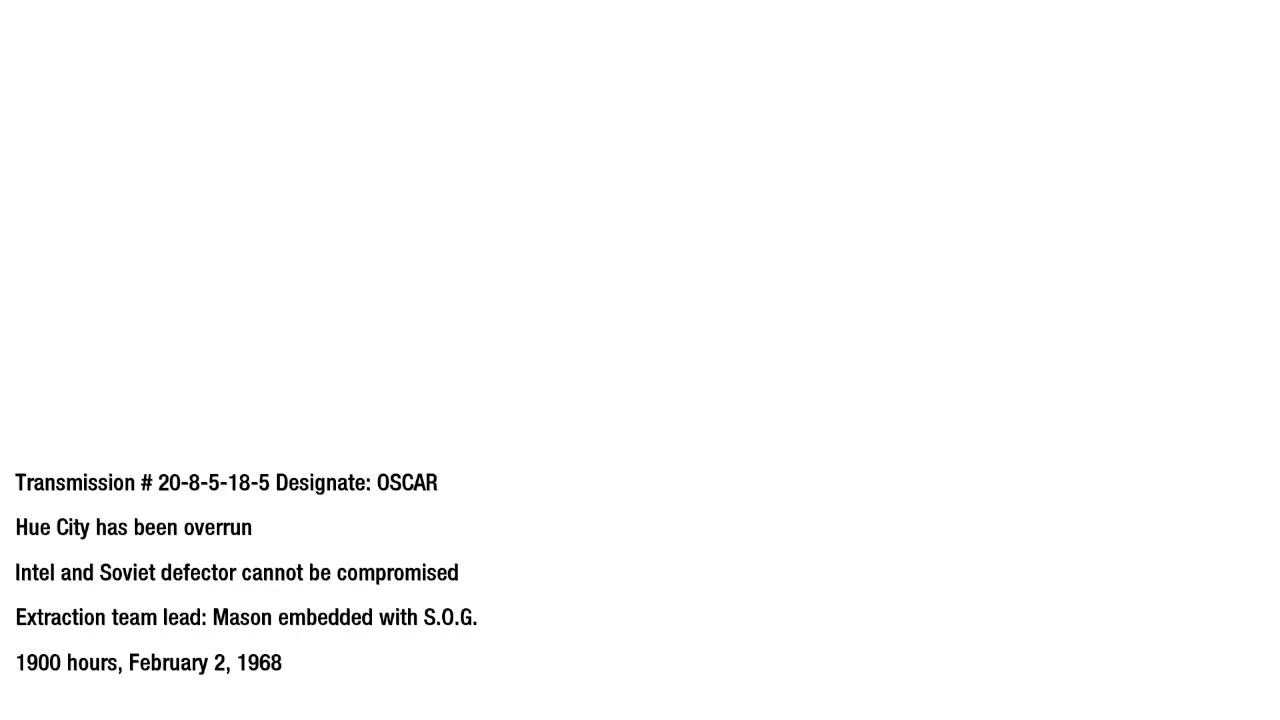 Transmission # 20-8-5-18-5 Designate: OSCAR
Hue City has been overrun
Intel and Soviet defector cannot be compromised
Extraction team lead: Mason embedded with S.O.G.
1900 hours, February 2, 1968